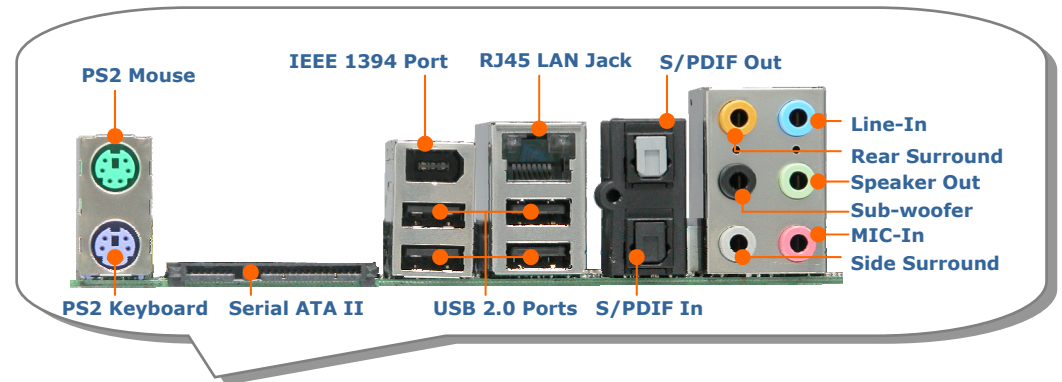 IEEE 1394 Port
RJ45 LAN Jack
S/PDIF Out
PS2 Mouse
Line-In
Rear Surround
Speaker Out
Sub-woofer
MIC-In
Side Surround
PS2 Keyboard
Serial ATA II
USB 2.0 Ports
S/PDIF In